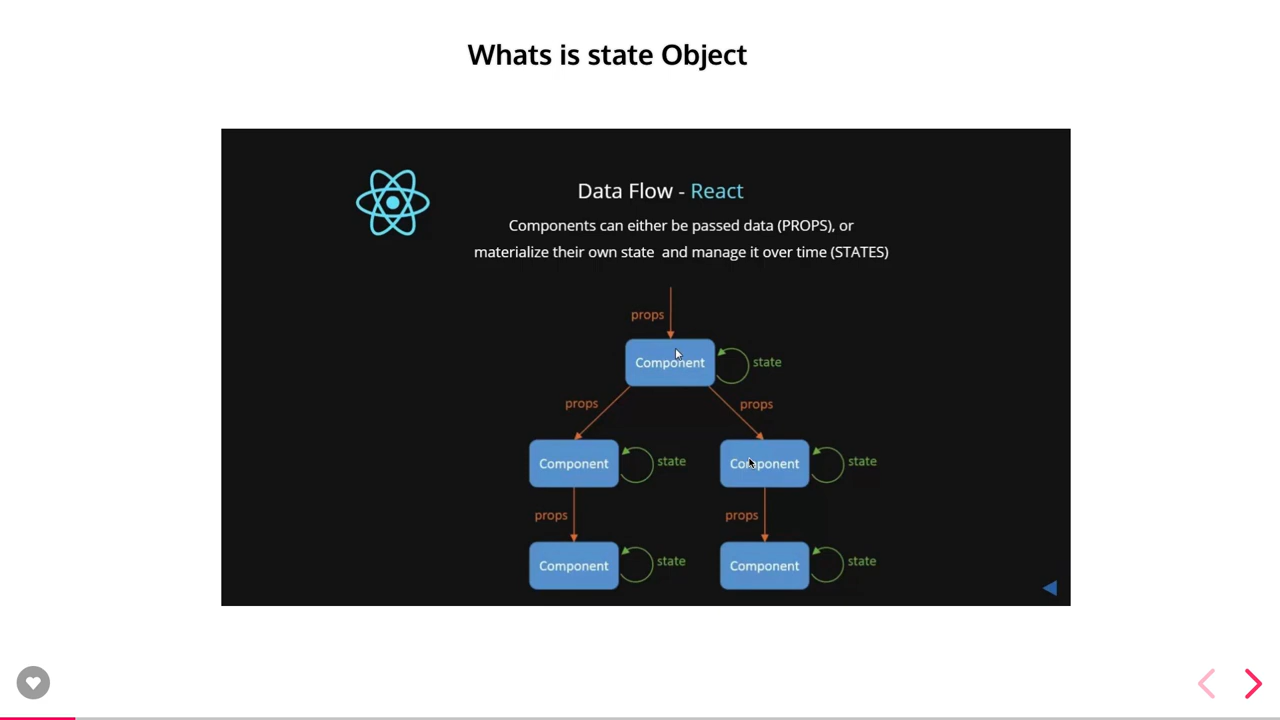 Whats is state Object
Data Flow - React
Components can either be passed data (PROPS), or
materialize their own state and manage it over time (STATES)
props
Component
state
props
props
Component
state
Component
state
props
props
Component
state
Component
state